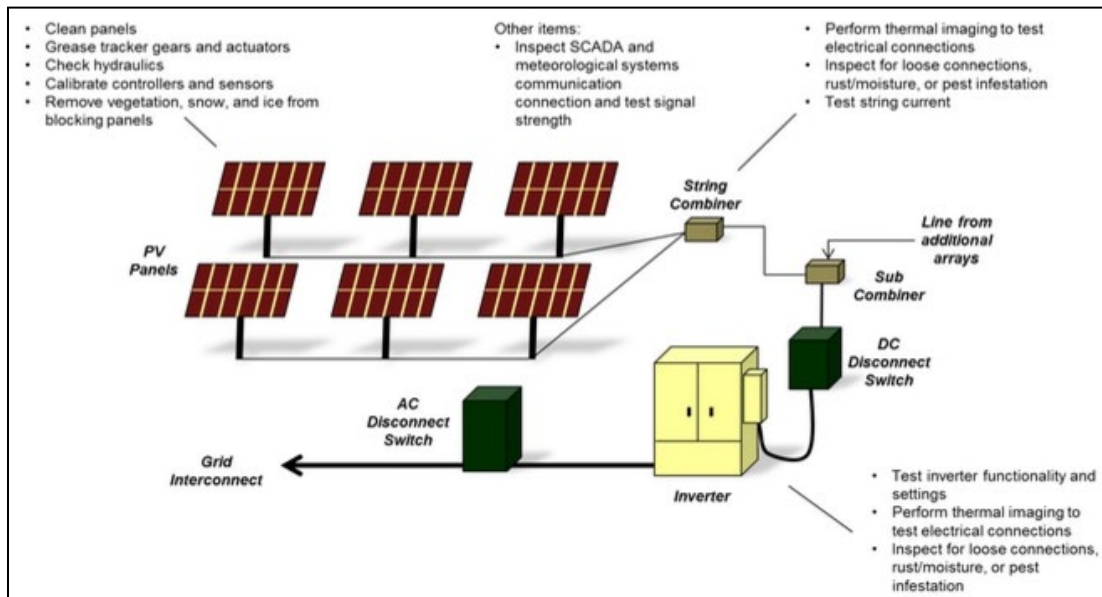 • Clean panels
• Grease tracker gears and actuators
• Check hydraulics
• Calibrate controllers and sensors
• Remove vegetation, snow, and ice from
blocking panels
Other items:
• Inspect SCADA and
meteorological systems
communication
connection and test signal
strength
• Perform thermal imaging to test
electrical connections
• Inspect for loose connections,
rust/moisture, or pest infestation
• Test string current
String
Combiner
Line from
additional
arrays
PV
Panels
Sub
Combiner
DC
Disconnect
Switch
AC
Disconnect
Switch
Grid
Interconnect
Inverter
• Test inverter functionality and
settings
• Perform thermal imaging to
test electrical connections
• Inspect for loose connections,
rust/moisture, or pest
infestation